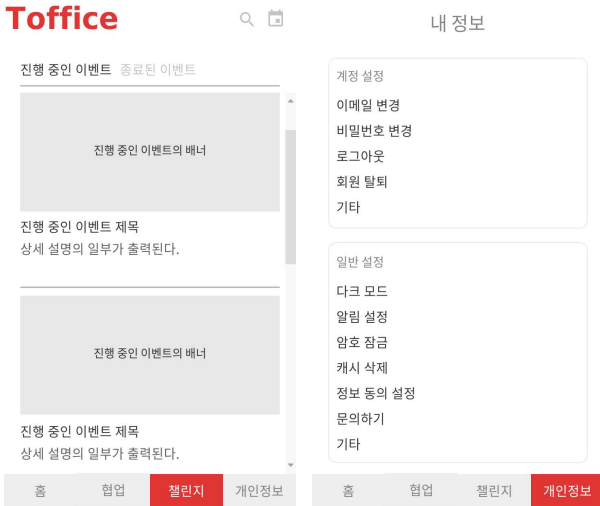 Toffice
진행 중인 이벤트 종료된 이벤트
진행 중인 이벤트의 배너
진행 중인 이벤트 제목
상세 설명의 일부가 출력된다.
진행 중인 이벤트의 배너
진행 중인 이벤트 제목
상세 설명의 일부가 출력된다.
홈 협업 챌린지 개인정보
내 정보
계정 설정
이메일 변경
비밀번호 변경
로그아웃
회원 탈퇴
기타
일반 설정
다크 모드
알림 설정
암호 잠금
캐시 삭제
정보 동의 설정
문의하기
기타
홈 협업 챌린지 개인정보